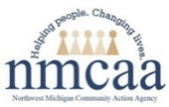 Helping people. Changing lives.
nmcaa
Northwest Michigan Community Action Agency